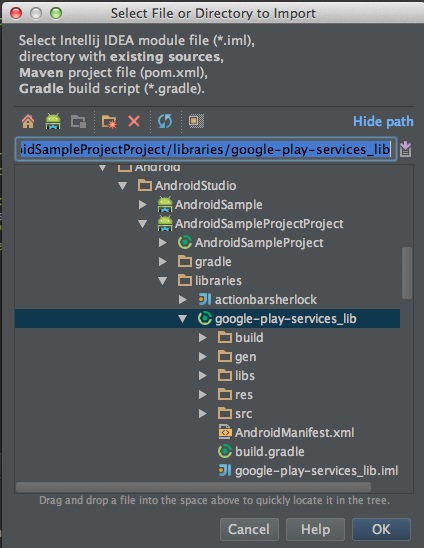 Select File or Directory to Import
Select Intellij IDEA module file (*.iml),
directory with existing sources,
Maven project file (pom.xml),
Gradle build script (*.gradle).
Hide path
idSampleProjectProject/libraries/google-play-services_lib
Android
AndroidStudio
AndroidSample
AndroidSampleProjectProject
AndroidSampleProject
gradle
libraries
actionbarsherlock
google-play-services_lib
build
gen
libs
res
src
AndroidManifest.xml
build.gradle
google-play-services_lib.iml
Drag and drop a file into the space above to quickly locate it in the tree.
Cancel
Help
OK